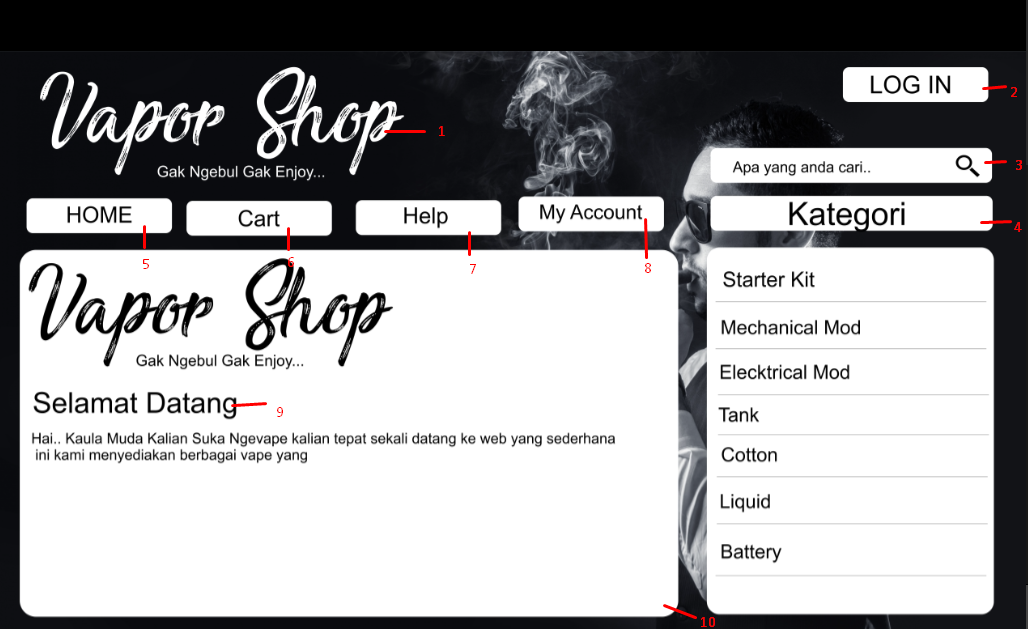 Vapor Shop
1
Gak Ngebul Gak Enjoy...
LOG IN
2
Apa yang anda cari..
3
HOME
Cart
Help
My Account
Kategori
4
5
6
7
8
Vapor Shop
Gak Ngebul Gak Enjoy...
Selamat Datang
9
Hai.. Kaula Muda Kalian Suka Ngevape kalian tepat sekali datang ke web yang sederhana
ini kami menyediakan berbagai vape yang
10
Starter Kit
Mechanical Mod
Elecktrical Mod
Tank
Cotton
Liquid
Battery